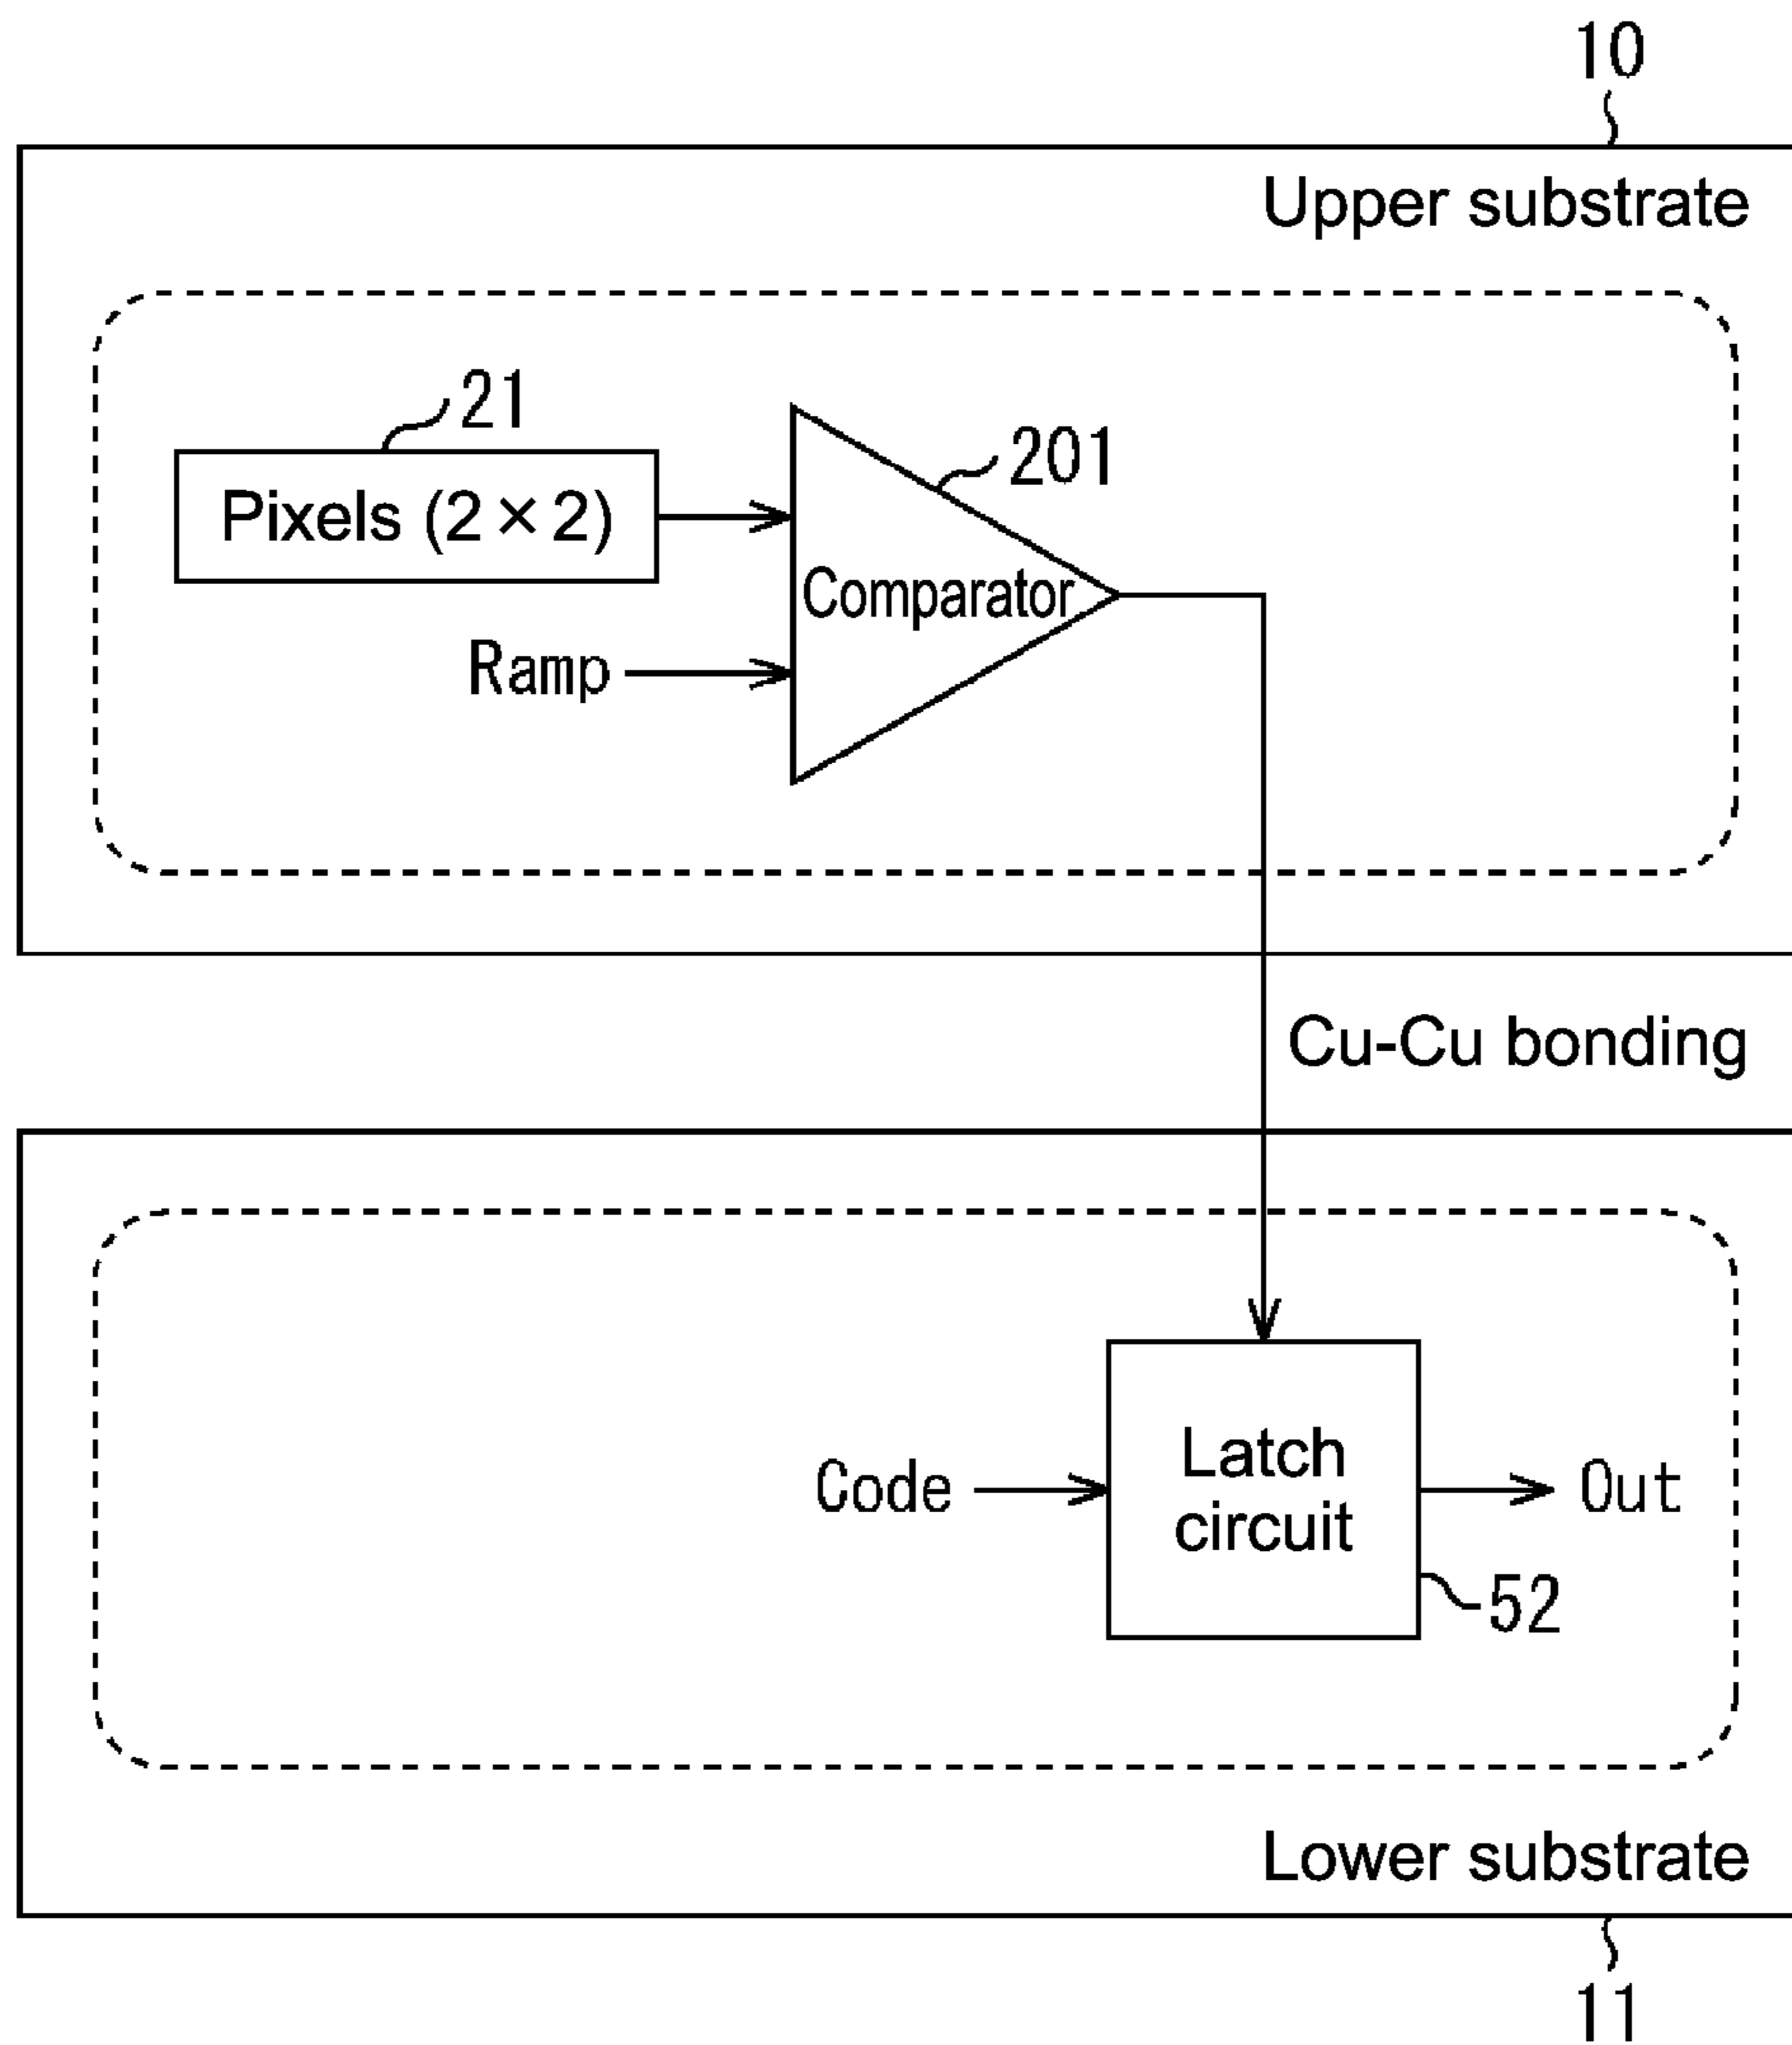 10
Upper substrate
21
Pixels (2 × 2)
201
Comparator
Ramp
Cu-Cu bonding
Code
Latch
circuit
Out
52
Lower substrate
11